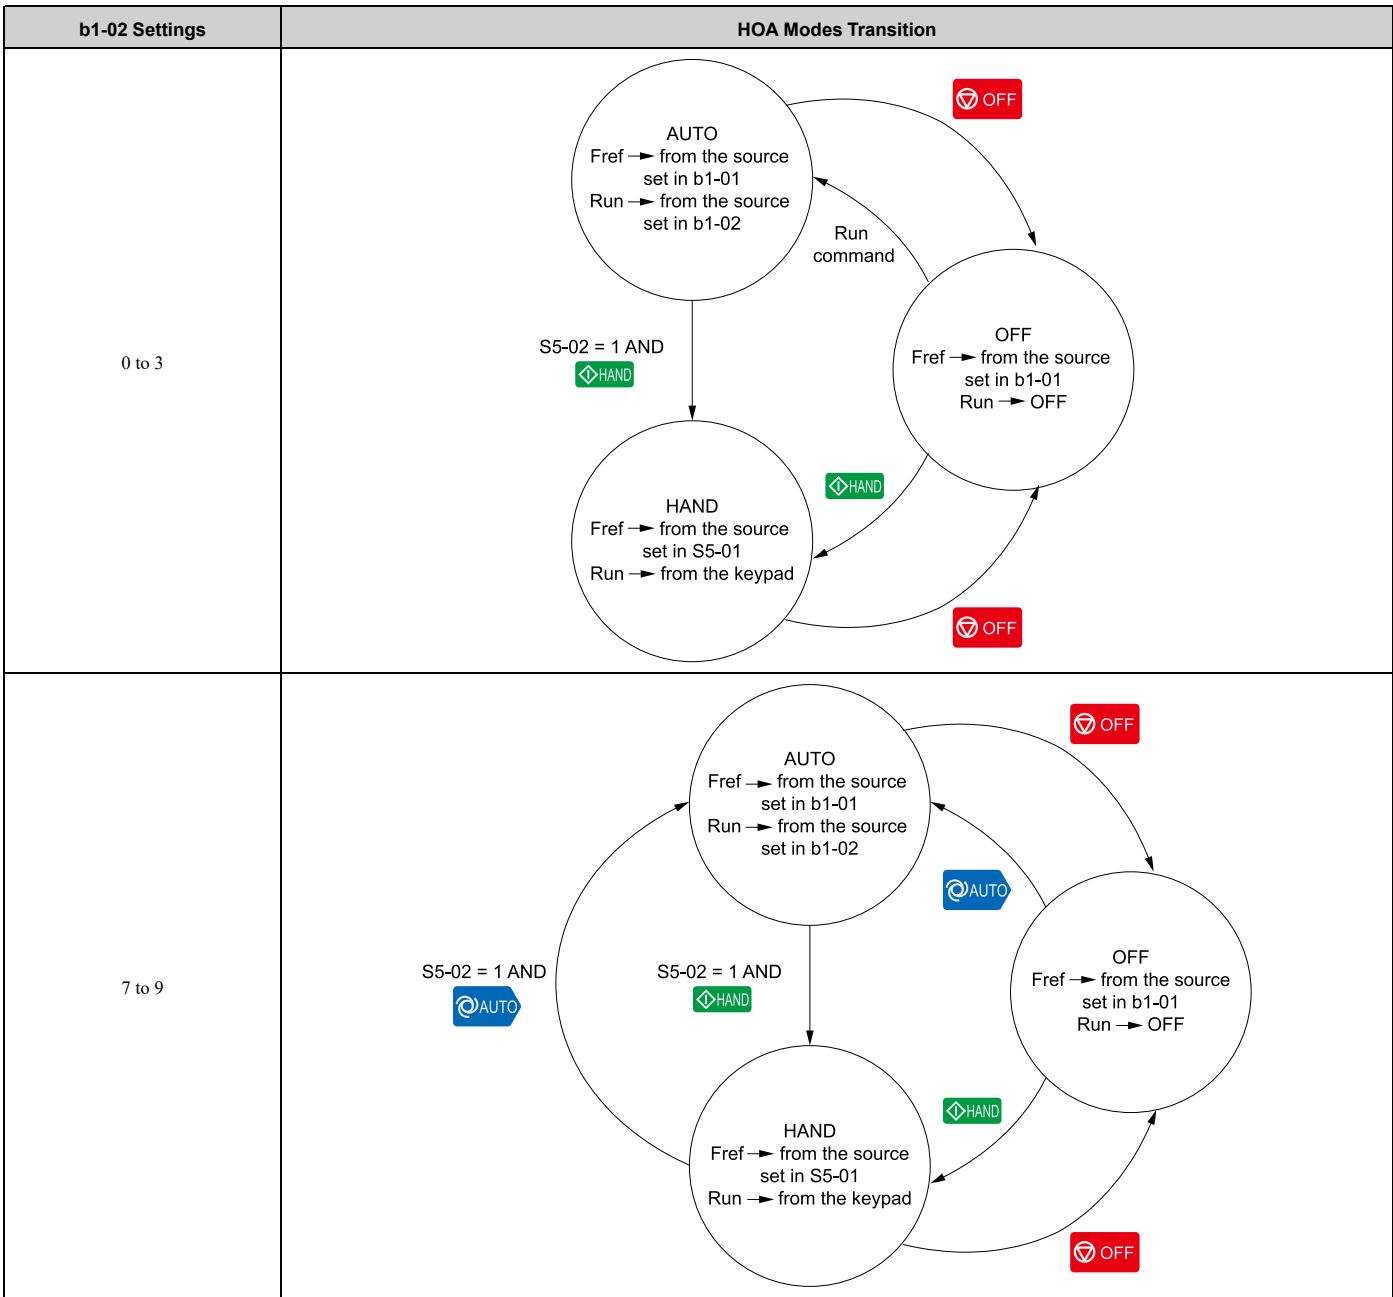 b1-02 Settings
HOA Modes Transition
0 to 3
AUTO
Fref → from the source
set in b1-01
Run → from the source
set in b1-02
OFF
Run
command
S5-02 = 1 AND
HAND
OFF
Fref → from the source
set in b1-01
Run → OFF
HAND
HAND
Fref → from the source
set in S5-01
Run → from the keypad
OFF
7 to 9
AUTO
Fref → from the source
set in b1-01
Run → from the source
set in b1-02
OFF
AUTO
S5-02 = 1 AND
AUTO
S5-02 = 1 AND
HAND
OFF
Fref → from the source
set in b1-01
Run → OFF
HAND
HAND
Fref → from the source
set in S5-01
Run → from the keypad
OFF